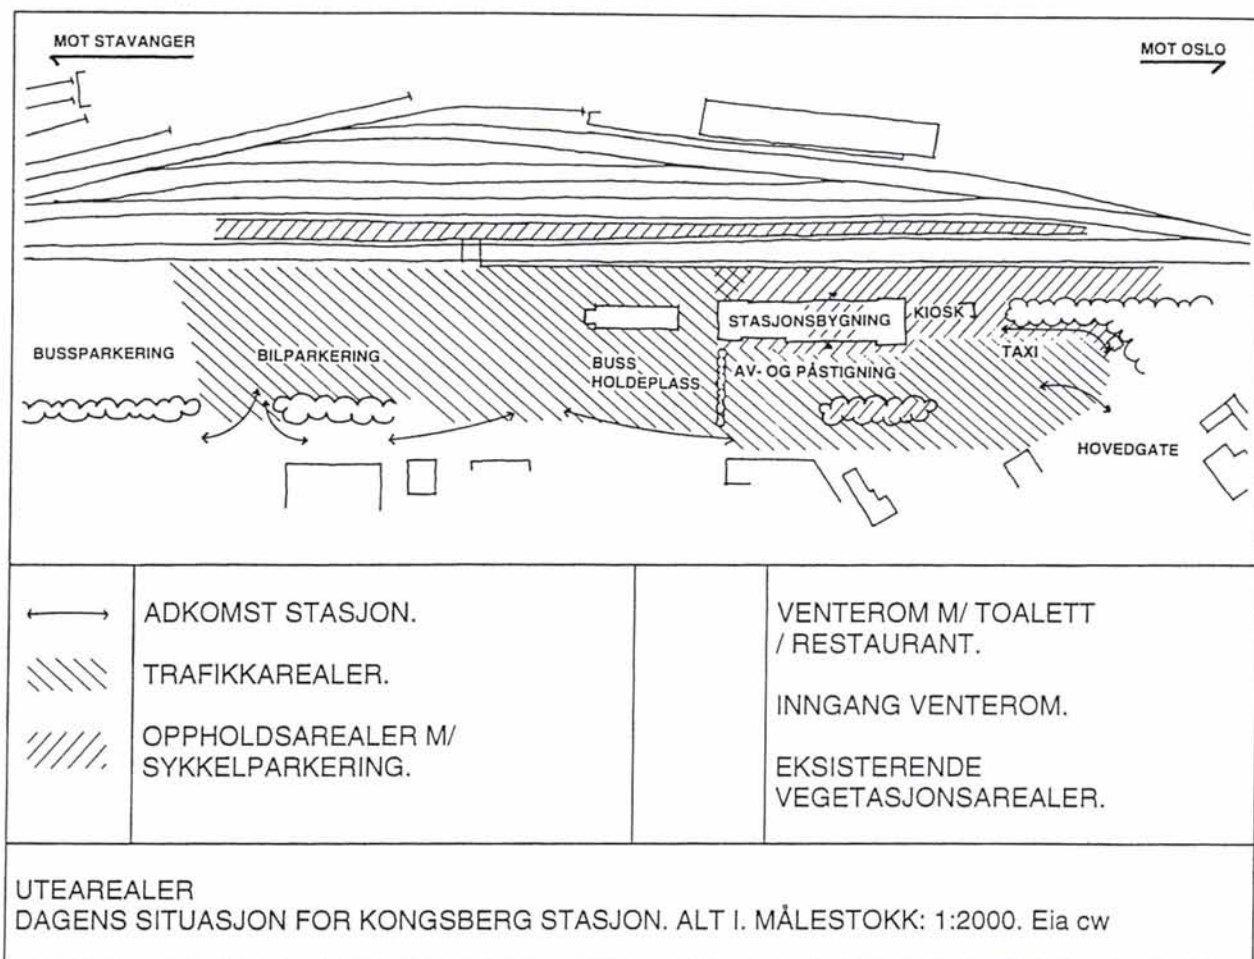 MOT STAVANGER
MOT OSLO
STASJONSBYGNING
KIOSK
BUSSPARKERING
BILPARKERING
BUSS
HOLDEPLASS
AV- OG PÅSTIGNING
TAXI
HOVEDGATE
ADKOMST STASJON.
TRAFIKKAREALER.
OPPHOLDSAREALER M/
SYKKELPARKERING.
VENTEROM M/ TOALETT
/ RESTAURANT.
INNGANG VENTEROM.
EKSISTERENDE
VEGETASJONSAREALER.
UTEAREALER
DAGENS SITUASJON FOR KONGSBERG STASJON. ALT I. MÅLESTOKK: 1:2000. Eia cw